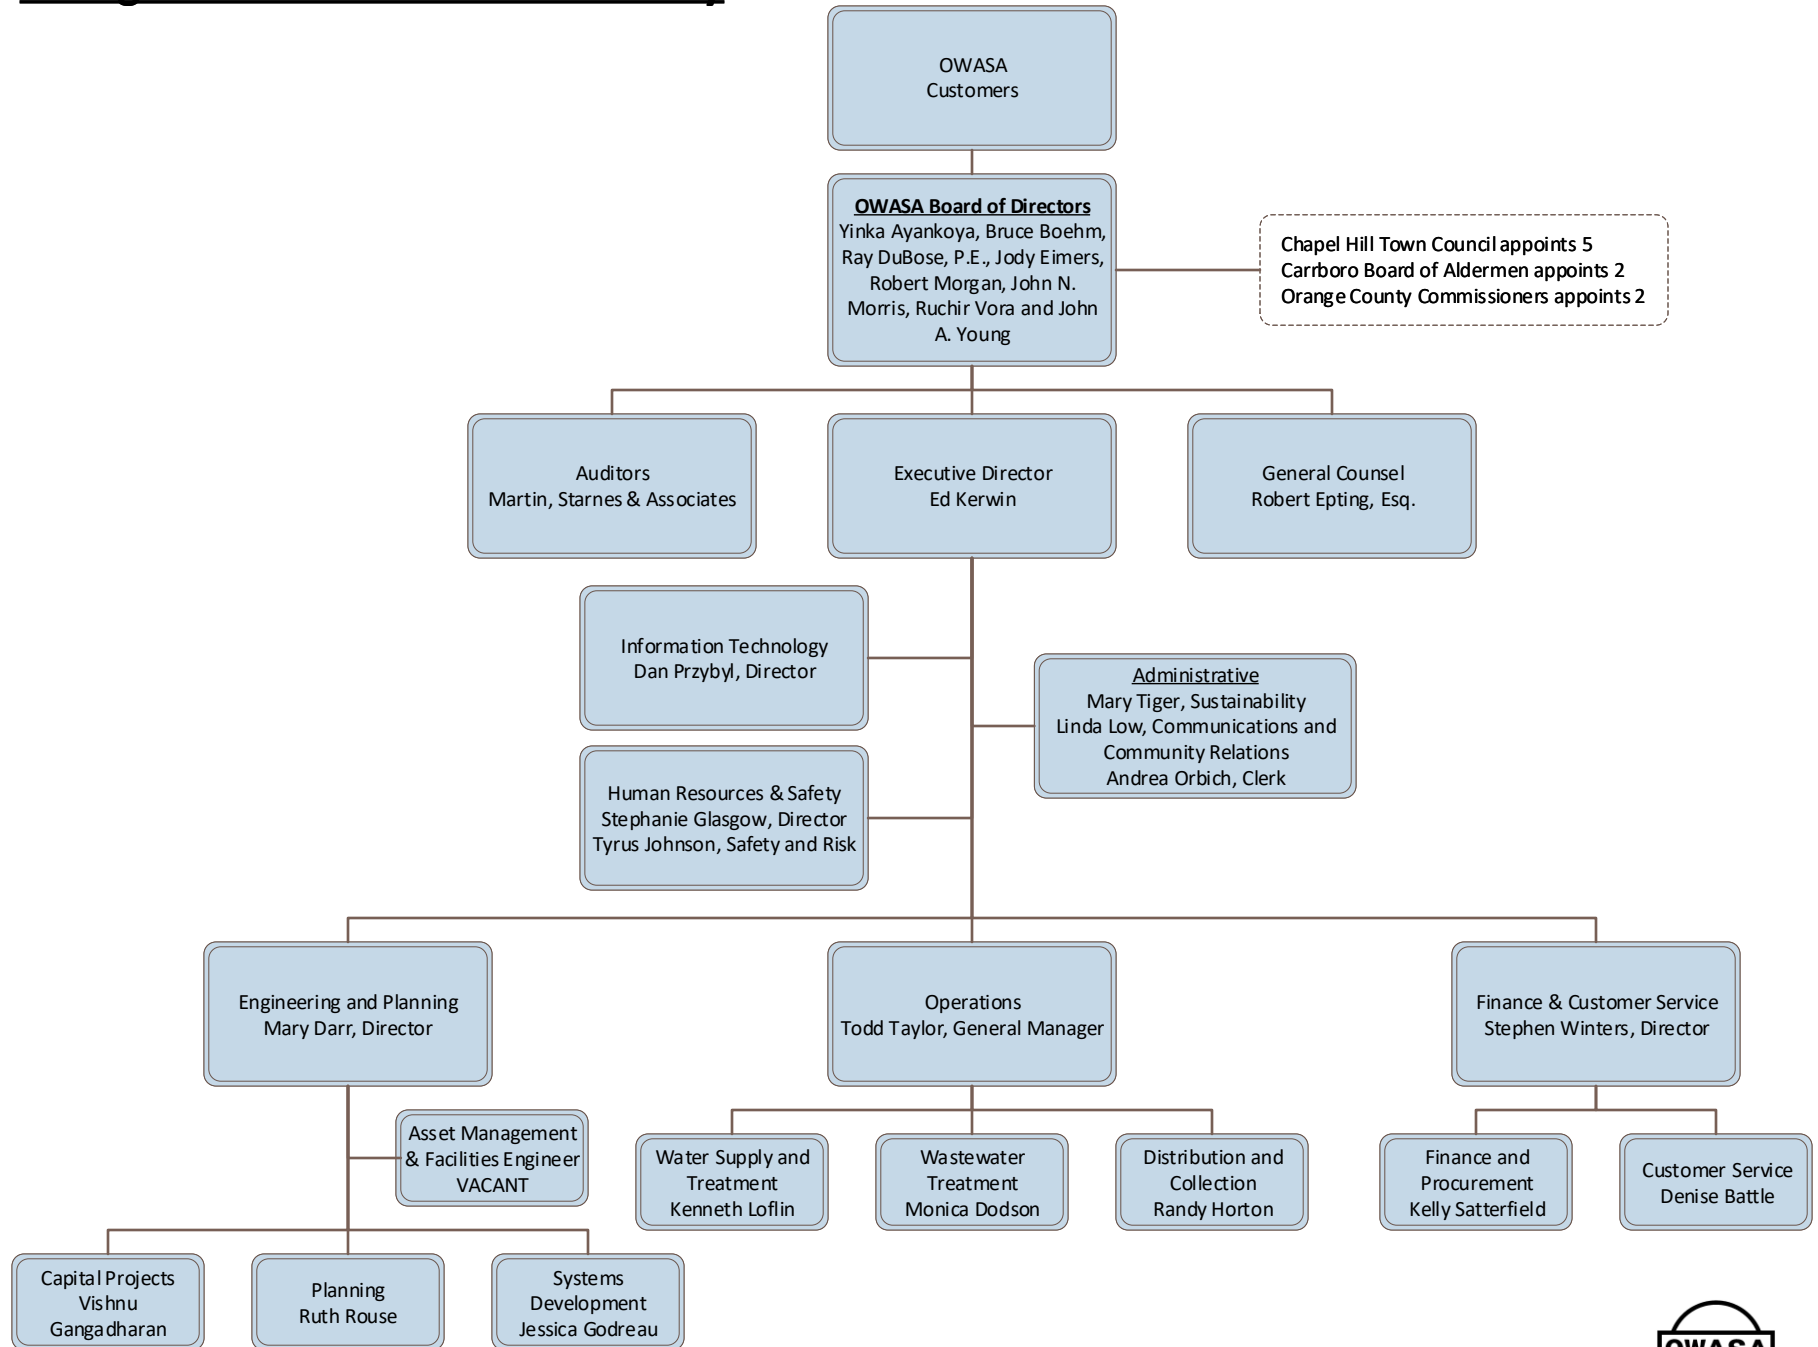 OWASA
Customers
OWASA Board of Directors
Yinka Ayankoya, Bruce Boehm,
Ray DuBose, P.E., Jody Eimers,
Robert Morgan, John N.
Morris, Ruchir Vora and John
A. Young
Chapel Hill Town Council appoints 5
Carrboro Board of Aldermen appoints 2
Orange County Commissioners appoints 2
Auditors
Martin, Starnes & Associates
Executive Director
Ed Kerwin
General Counsel
Robert Epting, Esq.
Information Technology
Dan Przybyl, Director
Administrative
Mary Tiger, Sustainability
Linda Low, Communications and
Community Relations
Andrea Orbich, Clerk
Human Resources & Safety
Stephanie Glasgow, Director
Tyrus Johnson, Safety and Risk
Engineering and Planning
Mary Darr, Director
Operations
Todd Taylor, General Manager
Finance & Customer Service
Stephen Winters, Director
Asset Management
& Facilities Engineer
VACANT
Water Supply and
Treatment
Kenneth Loflin
Wastewater
Treatment
Monica Dodson
Distribution and
Collection
Randy Horton
Finance and
Procurement
Kelly Satterfield
Customer Service
Denise Battle
Capital Projects
Vishnu
Gangadharan
Planning
Ruth Rouse
Systems
Development
Jessica Godreau
OWASA